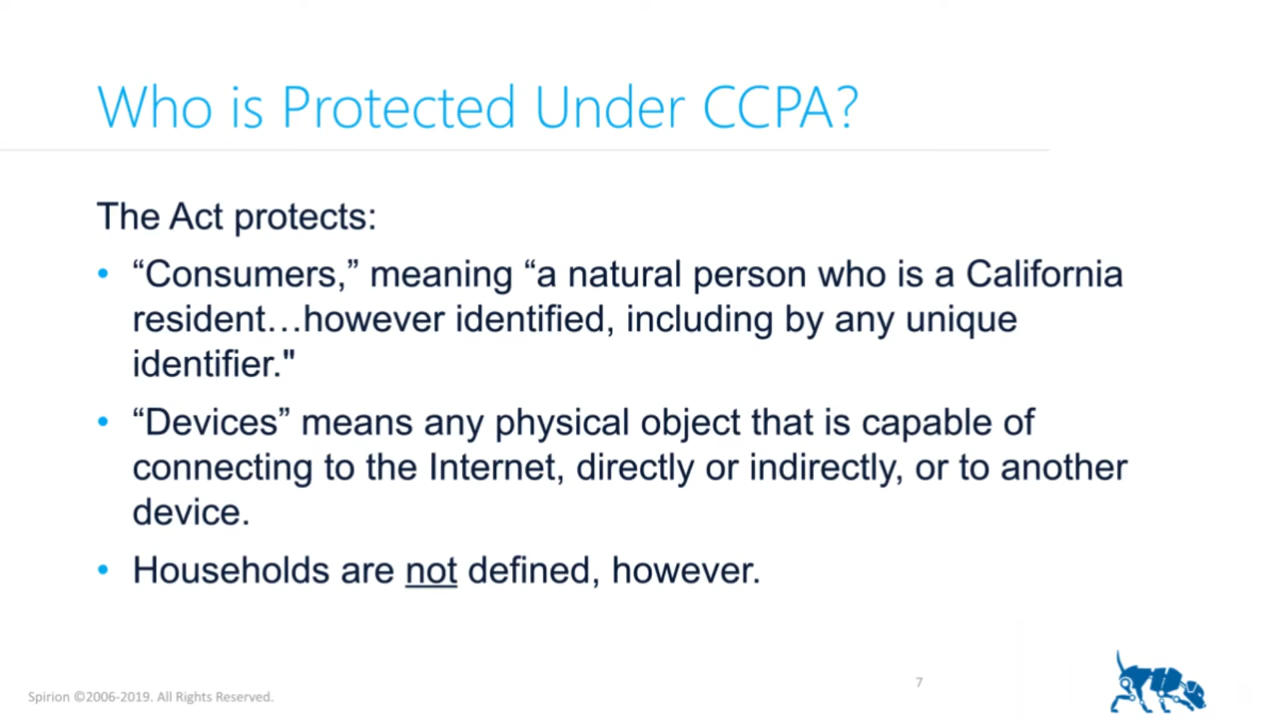 Who is Protected Under CCPA?
The Act protects:
• “Consumers,” meaning “a natural person who is a California
resident…however identified, including by any unique
identifier."
• “Devices” means any physical object that is capable of
connecting to the Internet, directly or indirectly, or to another
device.
• Households are not defined, however.
Spirion ©2006-2019. All Rights Reserved.
7